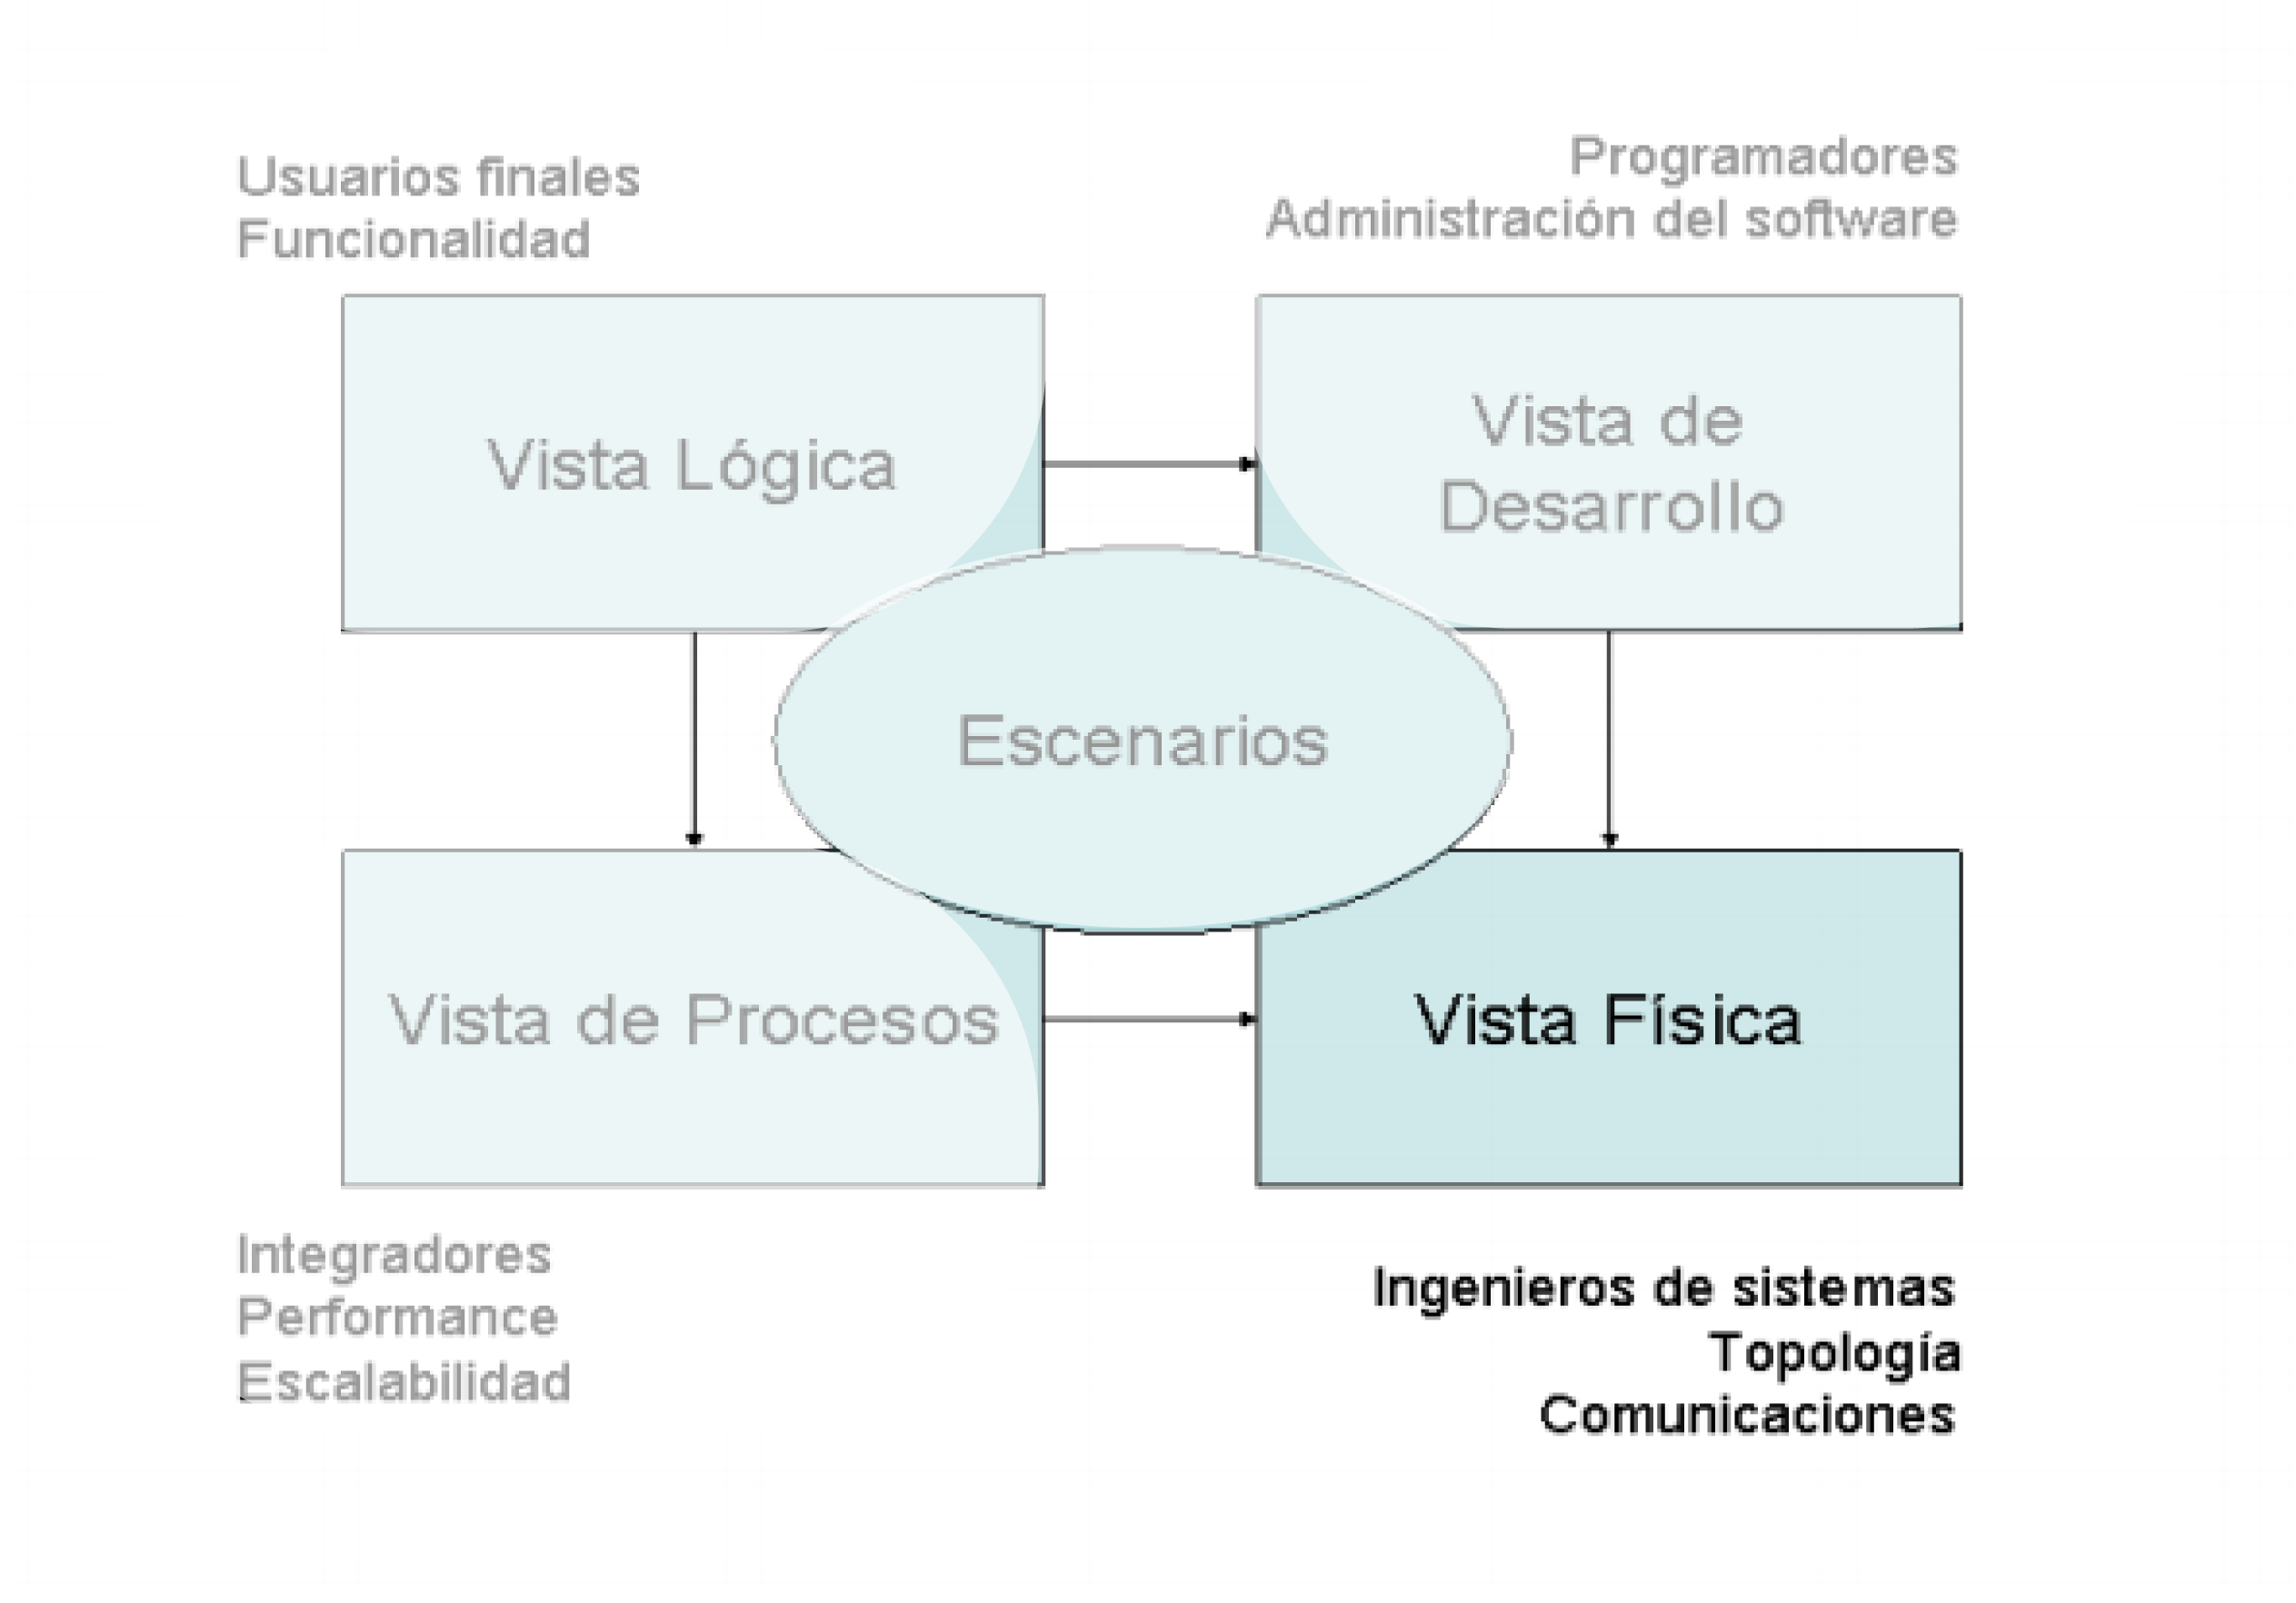 Usuarios finales
Funcionalidad
Programadores
Administración del software
Vista Lógica
Vista de
Desarrollo
Escenarios
Vista de Procesos
Vista Física
Integradores
Performance
Escalabilidad
Ingenieros de sistemas
Topología
Comunicaciones